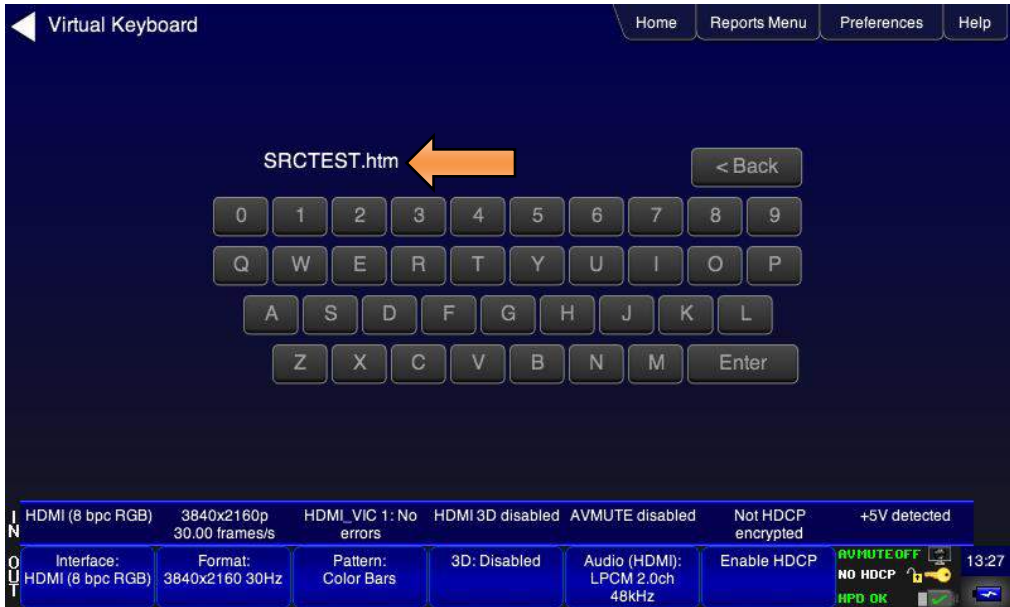 Virtual Keyboard
Home Reports Menu Preferences Help
SRCTEST.htm
< Back
0 1 2 3 4 5 6 7 8 9
Q W E R T Y U I O P
A S D F G H J K L
Z X C V B N M Enter
IN
HDMI (8 bpc RGB) 3840x2160p HDMI_VIC 1: No HDMI 3D disabled AVMUTE disabled Not HDCP +5V detected
30.00 frames/s errors encrypted
OUT
Interface: Format: Pattern: 3D: Disabled Audio (HDMI): Enable HDCP AVMUTEOFF
HDMI (8 bpc RGB) 3840x2160 30Hz Color Bars LPCM 2.0ch NO HDCP 13:27
48kHz HPD OK